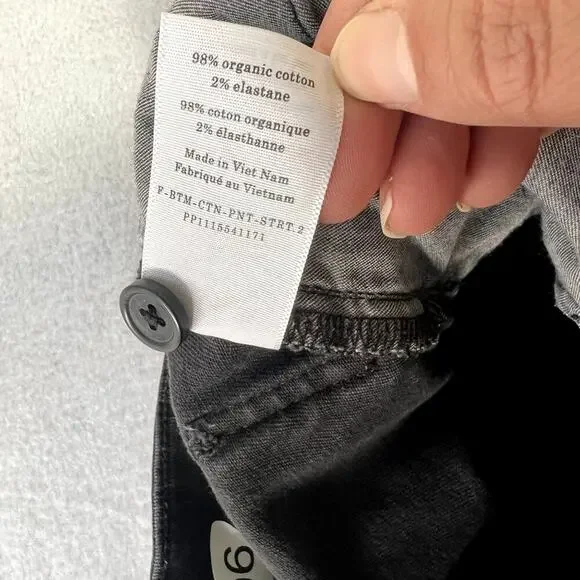 98% organic cotton
2% elastane
98% coton organique
2% élasthanne
Made in Viet Nam
Fabriqué au Vietnam
F-BTM-CTN-PNT-STRT.2
PP1115541171